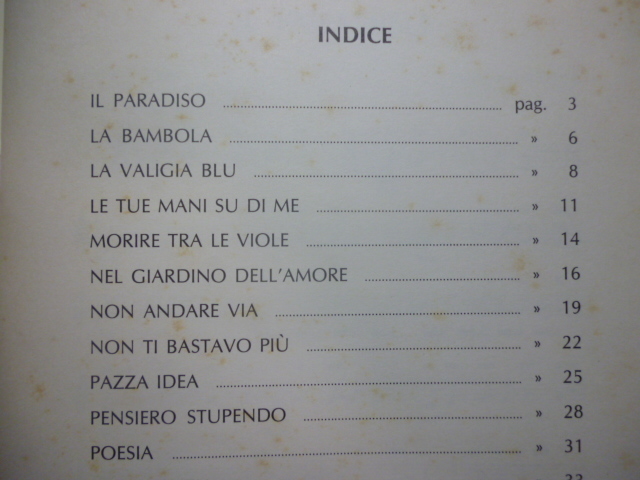 INDICE
IL PARADISO ........ pag. 3
LA BAMBOLA ........ » 6
LA VALIGIA BLU ........ » 8
LE TUE MANI SU DI ME ........ » 11
MORIRE TRA LE VIOLE ........ » 14
NEL GIARDINO DELL'AMORE ........ » 16
NON ANDARE VIA ........ » 19
NON TI BASTAVO PIÙ ........ » 22
PAZZA IDEA ........ » 25
PENSIERO STUPENDO ........ » 28
POESIA ........ » 31